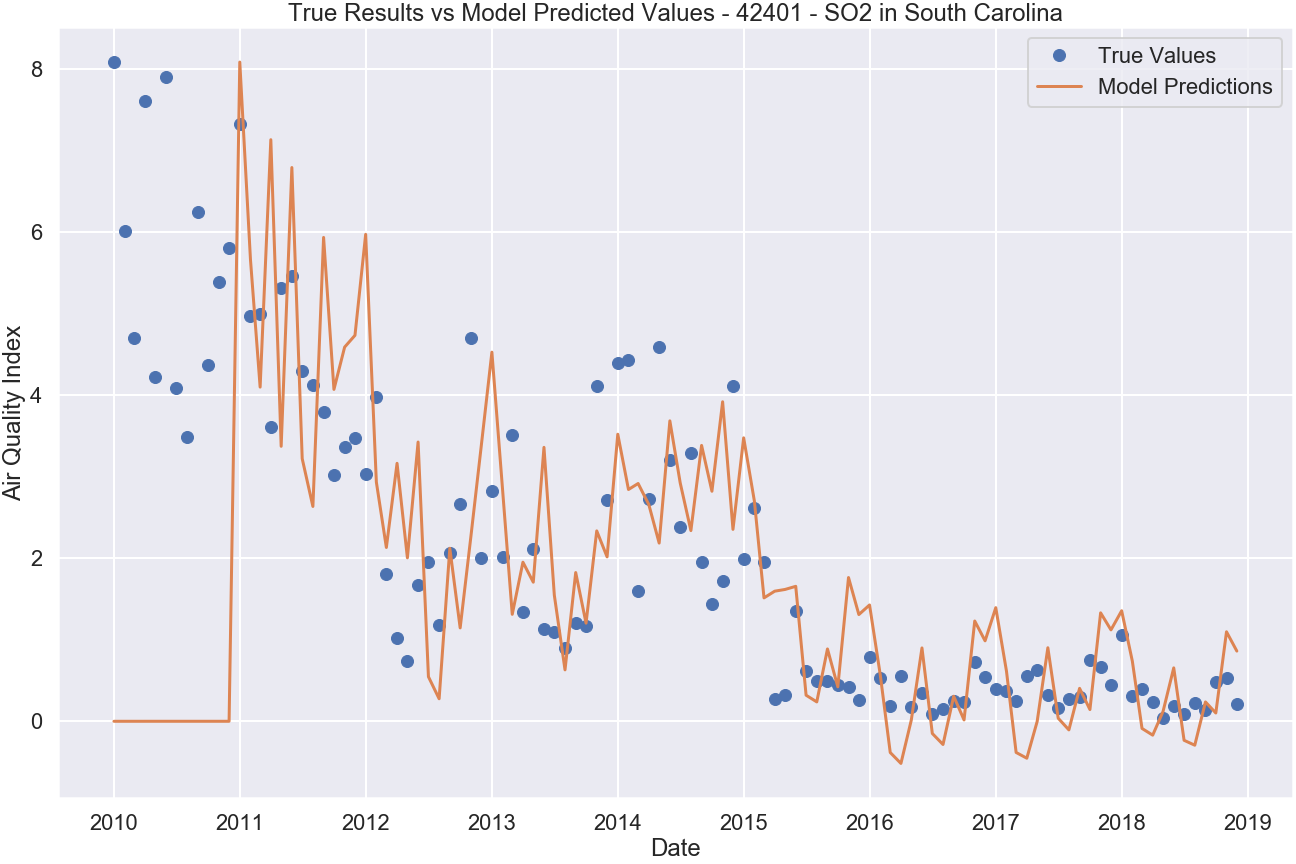 True Results vs Model Predicted Values - 42401 - SO2 in South Carolina
True Values
Model Predictions
8
6
4
2
0
Air Quality Index
2010 2011 2012 2013 2014 2015 2016 2017 2018 2019
Date